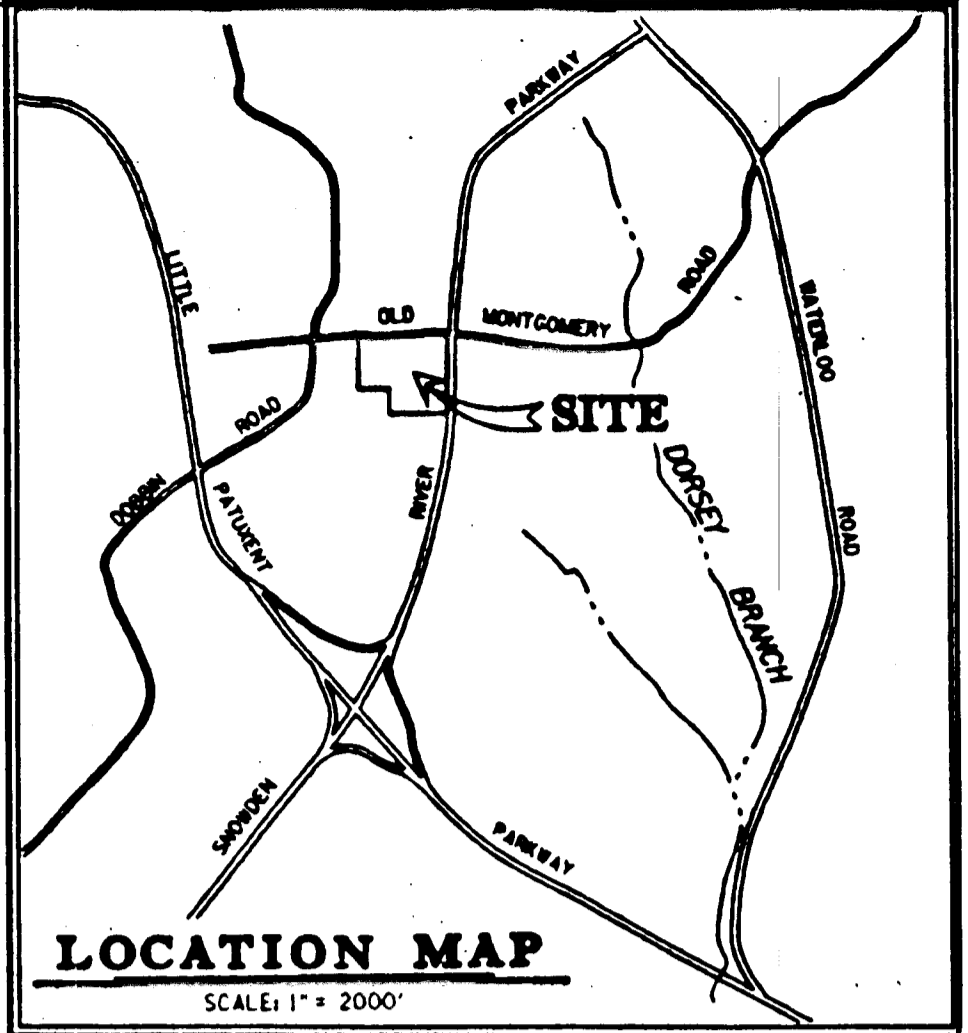 PARKWAY
LITTLE
ROAD
WATERLOO
OLD
MONTGOMERY
SITE
ROAD
DOBBIN
PATUXENT
RIVER
DORSEY
ROAD
BRANCH
SNOWDEN
PARKWAY
LOCATION MAP
SCALE: 1" = 2000'